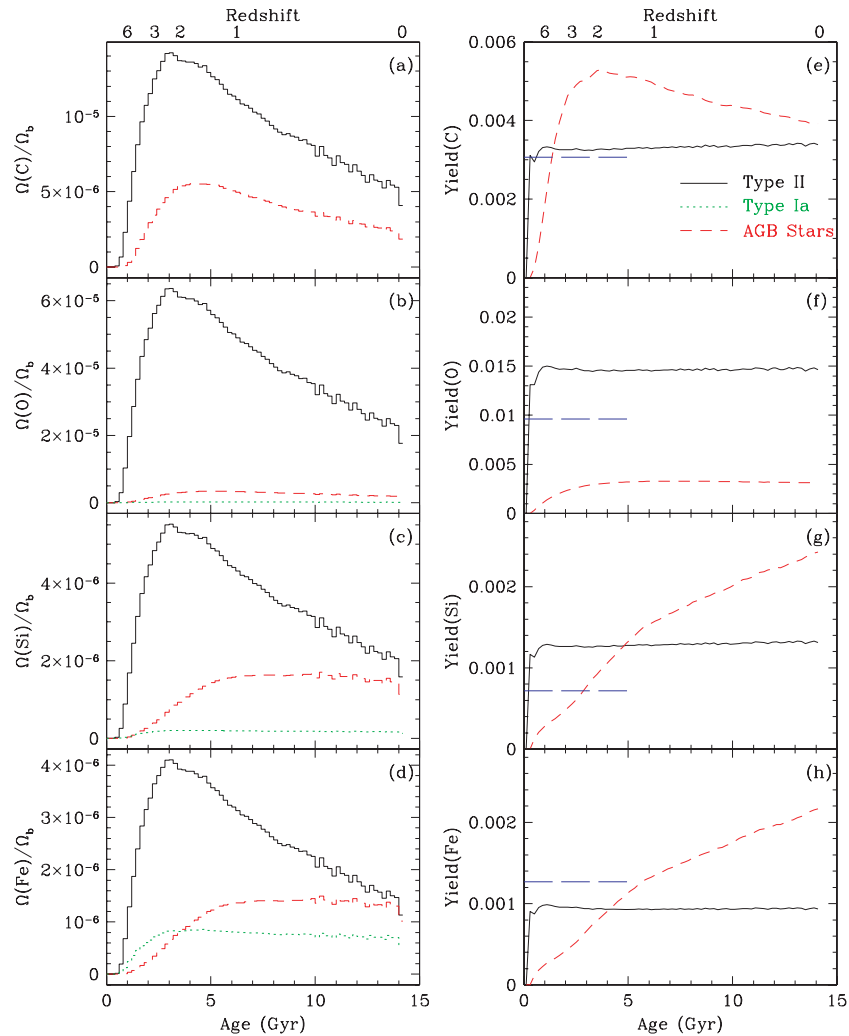 Redshift
6 3 2 1 0
(a)
Ω(C)/Ω_b
10⁻⁵
5×10⁻⁶
0
(b)
Ω(O)/Ω_b
6×10⁻⁵
4×10⁻⁵
2×10⁻⁵
0
(c)
Ω(Si)/Ω_b
4×10⁻⁶
2×10⁻⁶
0
(d)
Ω(Fe)/Ω_b
4×10⁻⁶
3×10⁻⁶
2×10⁻⁶
10⁻⁶
0
0 5 10 15
Age (Gyr)
Redshift
6 3 2 1 0
(e)
Yield(C)
0.006
0.004
0.002
0
Type II
Type Ia
AGB Stars
(f)
Yield(O)
0.02
0.015
0.01
0.005
0
(g)
Yield(Si)
0.002
0.001
0
(h)
Yield(Fe)
0.002
0.001
0
0 5 10 15
Age (Gyr)